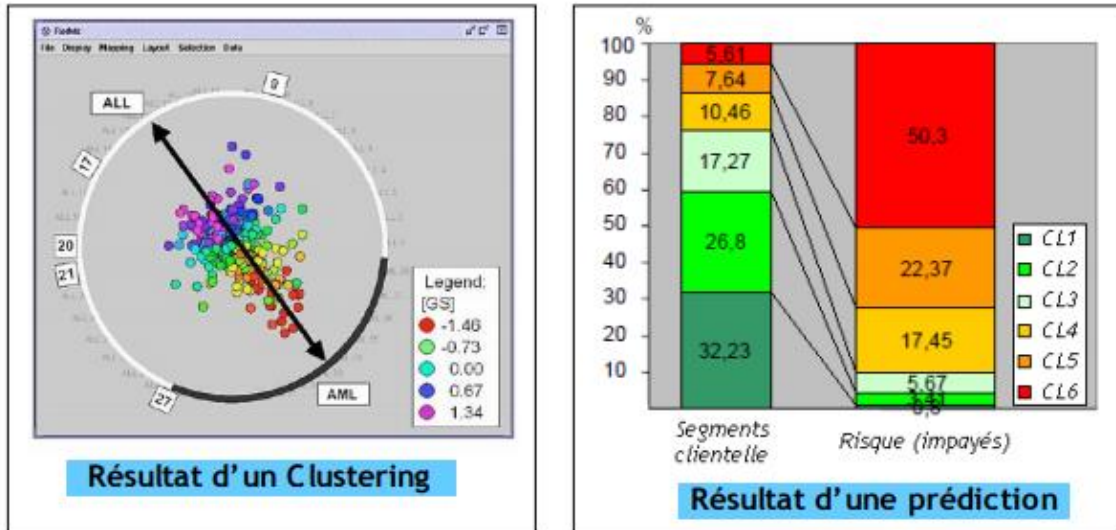 File Display Mapping Layout Selection Data
9
ALL
17
20
21
27
AML
Legend:
[GS]
-1.46
-0.73
0.00
0.67
1.34
Résultat d'un Clustering
%
100
90
80
70
60
50
40
30
20
10
5,61
7,64
10,46
17,27
26,8
32,23
50,3
22,37
17,45
5,67
CL1
CL2
CL3
CL4
CL5
CL6
Segments
clientelle
Risque (impayés)
Résultat d'une prédiction